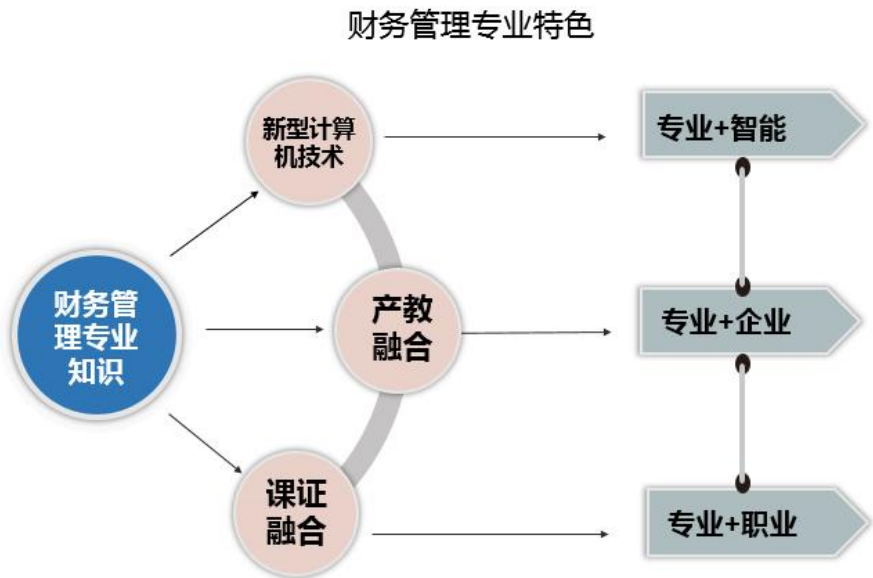 财务管理专业特色
新型计算
机技术
专业+智能
财务管
理专业
知识
产教
融合
专业+企业
课证
融合
专业+职业